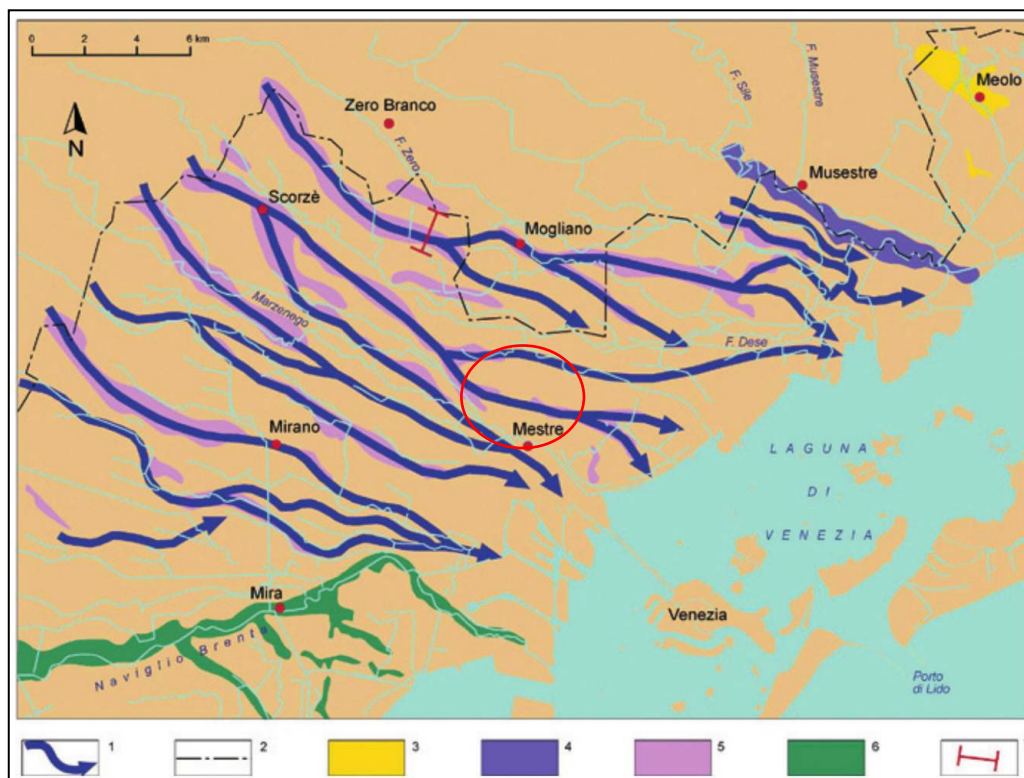 0 2 4 6 km
N
Zero Branco
F. Zero
F. Sile
F. Musestre
Meolo
Scorzè
Musestre
Mogliano
Marzenego
F. Dese
Mirano
Mestre
LAGUNA
DI
VENEZIA
Mira
Venezia
Naviglio Brenta
Porto
di Lido
1 2 3 4 5 6